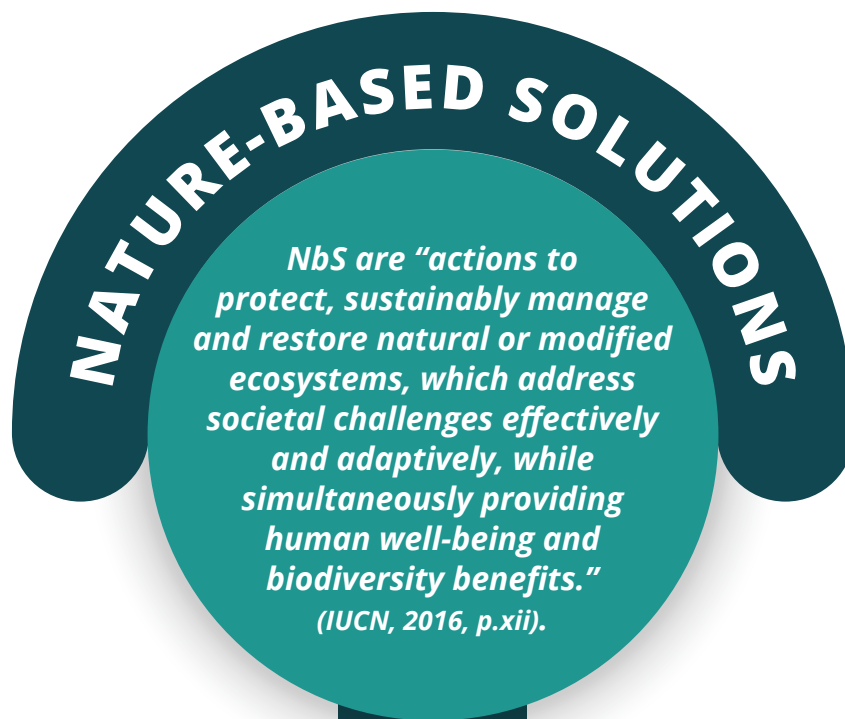 NATURE-BASED SOLUTIONS
NbS are “actions to
protect, sustainably manage
and restore natural or modified
ecosystems, which address
societal challenges effectively
and adaptively, while
simultaneously providing
human well-being and
biodiversity benefits.”
(IUCN, 2016, p.xii).